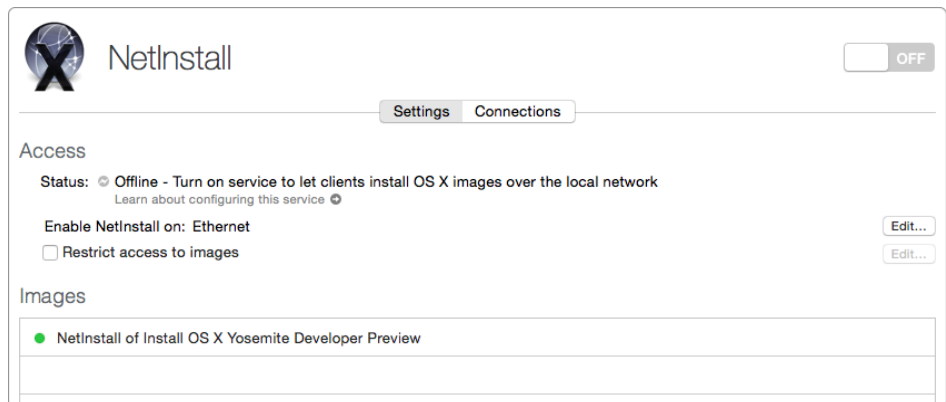 NetInstall
OFF
Settings Connections
Access
Status: Offline - Turn on service to let clients install OS X images over the local network
Learn about configuring this service
Enable NetInstall on: Ethernet Edit...
Restrict access to images Edit...
Images
NetInstall of Install OS X Yosemite Developer Preview